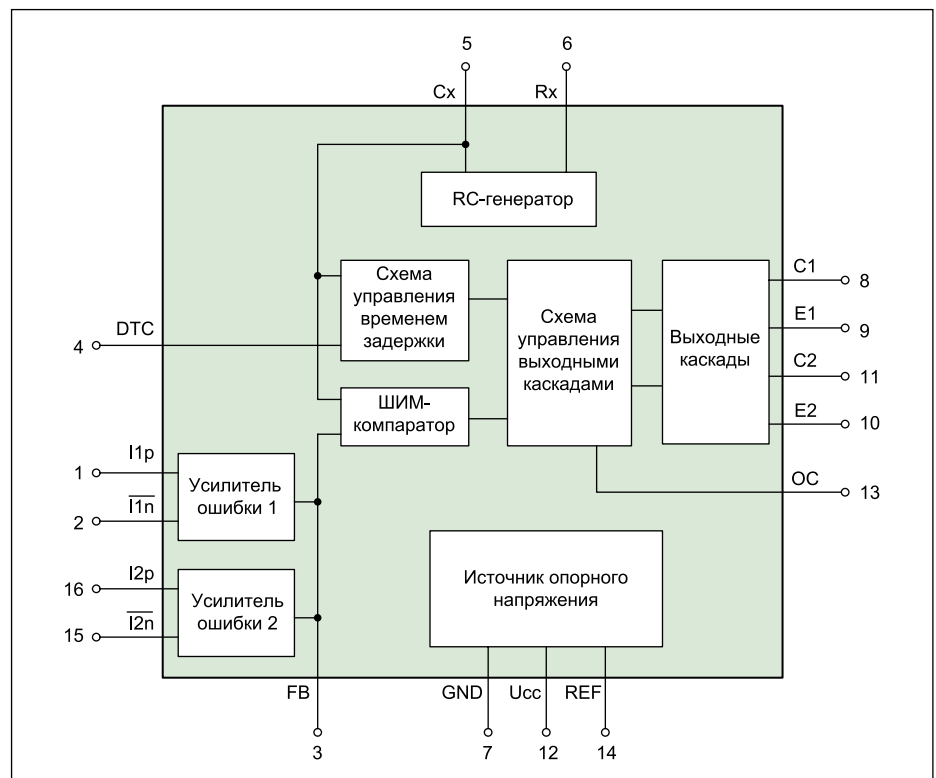 5
6
Cx
Rx
RC-генератор
Схема
управления
временем
задержки
Схема
управления
выходными
каскадами
Выходные
каскады
C1
8
E1
9
C2
11
E2
10
OC
13
DTC
4
ШИМ-
компаратор
I1p
1
I1n
2
Усилитель
ошибки 1
I2p
16
I2n
15
Усилитель
ошибки 2
Источник опорного
напряжения
FB
GND
Ucc
REF
3
7
12
14